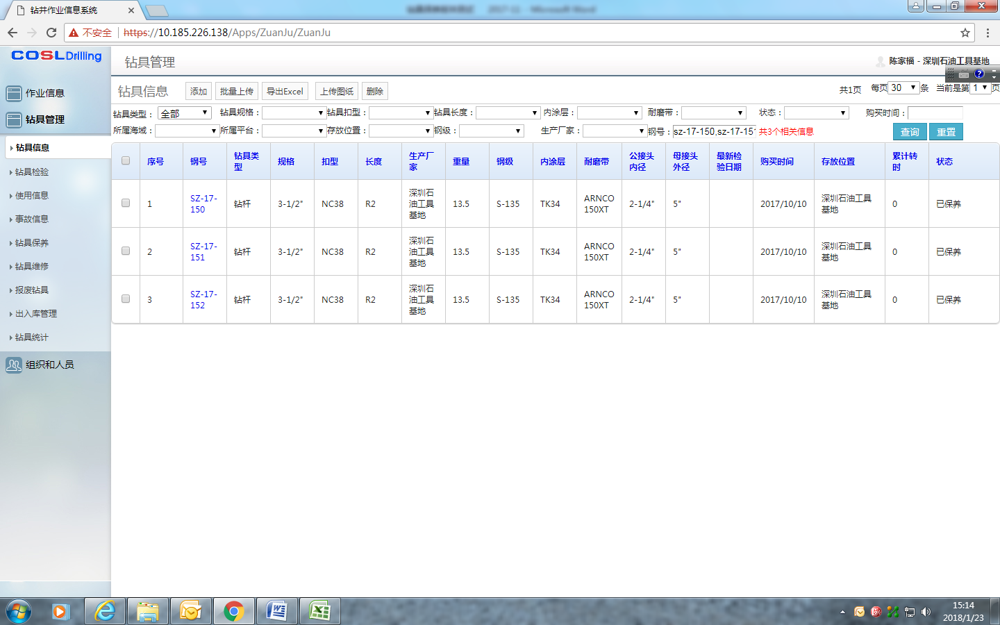 钻井作业信息系统
不安全 https://10.185.226.138/Apps/ZuanJu/ZuanJu
COSL Drilling
钻具管理
陈家福 - 深圳石油工具基地
作业信息
钻具管理
钻具信息
钻具检验
使用信息
事故信息
钻具保养
钻具维修
报废钻具
出入库管理
钻具统计
组织和人员
钻具信息 添加 批量上传 导出Excel 上传图纸 删除 共1页 每页 30 条 当前是第 1 页
钻具类型： 全部 钻具规格： 钻具扣型： 钻具长度： 内涂层： 耐磨带： 状态： 购买时间：
所属海域： 所属平台： 存放位置： 钢级： 生产厂家： 钢号： sz-17-150,sz-17-15 共3个相关信息 查询 重置
序号 钢号 钻具类型 规格 扣型 长度 生产厂家 重量 钢级 内涂层 耐磨带 公接头内径 母接头外径 最新检验日期 购买时间 存放位置 累计转时 状态
1 SZ-17-150 钻杆 3-1/2" NC38 R2 深圳石油工具基地 13.5 S-135 TK34 ARNCO 150XT 2-1/4" 5" 2017/10/10 深圳石油工具基地 0 已保养
2 SZ-17-151 钻杆 3-1/2" NC38 R2 深圳石油工具基地 13.5 S-135 TK34 ARNCO 150XT 2-1/4" 5" 2017/10/10 深圳石油工具基地 0 已保养
3 SZ-17-152 钻杆 3-1/2" NC38 R2 深圳石油工具基地 13.5 S-135 TK34 ARNCO 150XT 2-1/4" 5" 2017/10/10 深圳石油工具基地 0 已保养
15:14
2018/1/23